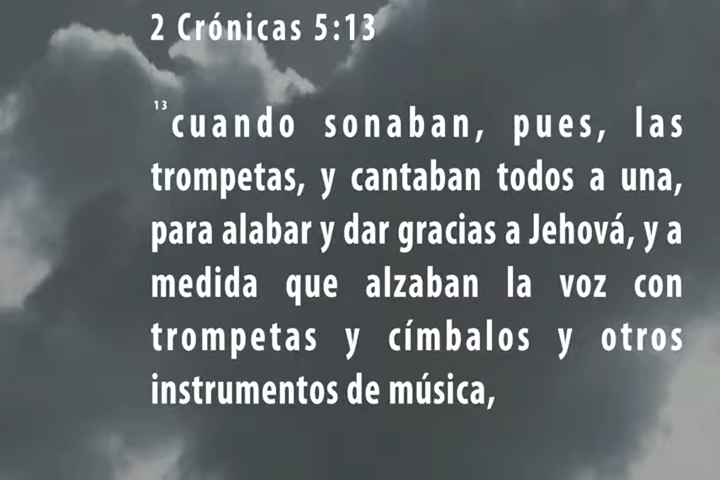 2 Crónicas 5:13
13cuando sonaban, pues, las
trompetas, y cantaban todos a una,
para alabar y dar gracias a Jehová, y a
medida que alzaban la voz con
trompetas y címbalos y otros
instrumentos de música,